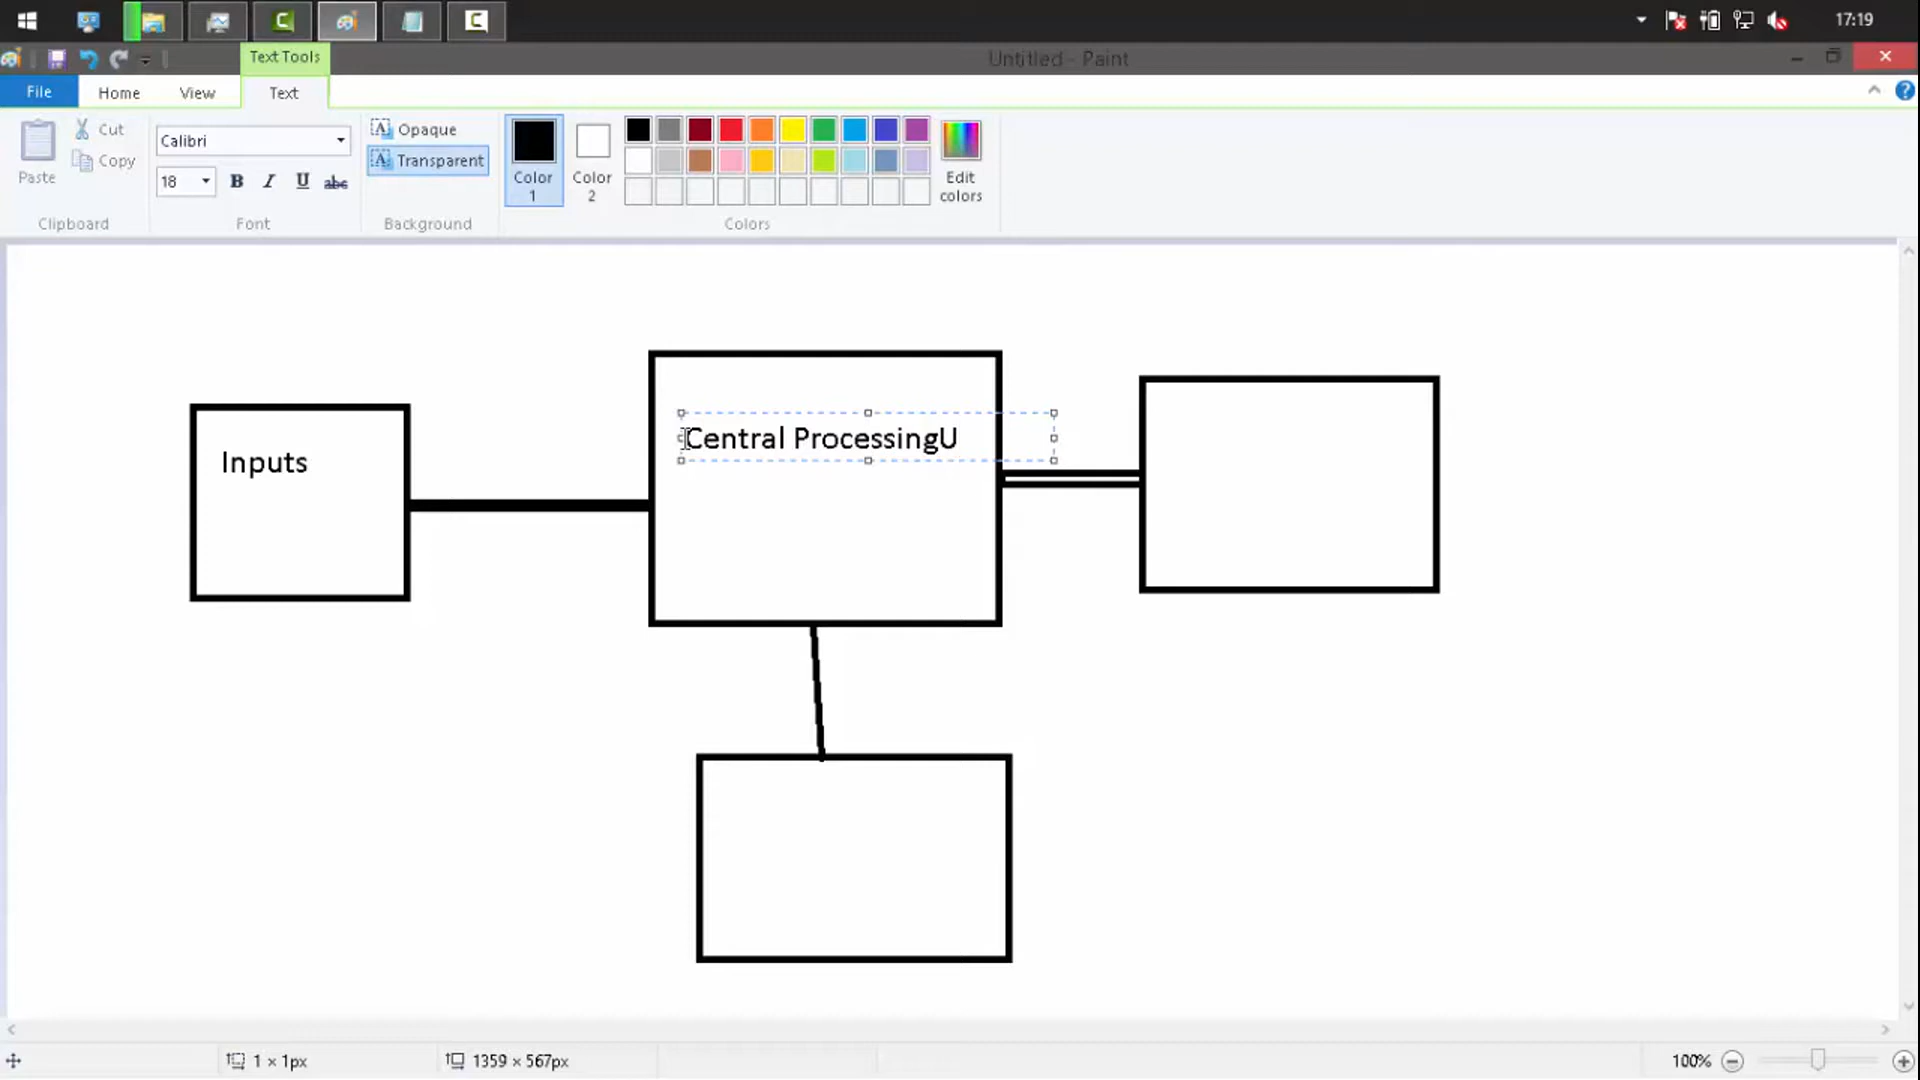 17:19
Text Tools
Untitled - Paint
File Home View Text
Paste
Cut
Copy
Clipboard
Calibri
18 B I U abc
Font
Opaque
Transparent
Background
Color 1
Color 2
Edit colors
Colors
Inputs
Central ProcessingU
1 × 1px
1359 × 567px
100%